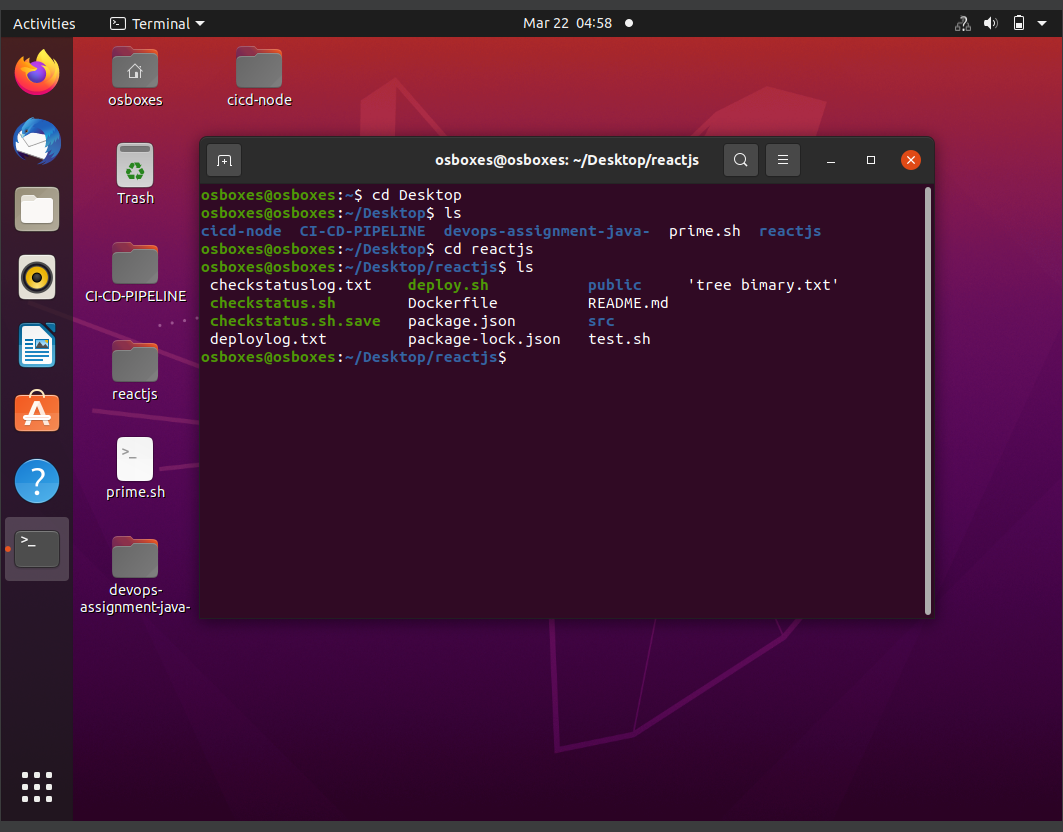 Activities
Terminal
Mar 22 04:58
osboxes
cicd-node
Trash
CI-CD-PIPELINE
reactjs
>_
prime.sh
devops-
assignment-java-
?
>_
osboxes@osboxes: ~/Desktop/reactjs
osboxes@osboxes:~$ cd Desktop
osboxes@osboxes:~/Desktop$ ls
cicd-node CI-CD-PIPELINE devops-assignment-java- prime.sh reactjs
osboxes@osboxes:~/Desktop$ cd reactjs
osboxes@osboxes:~/Desktop/reactjs$ ls
checkstatuslog.txt deploy.sh public 'tree bimary.txt'
checkstatus.sh Dockerfile README.md
checkstatus.sh.save package.json src
deploylog.txt package-lock.json test.sh
osboxes@osboxes:~/Desktop/reactjs$